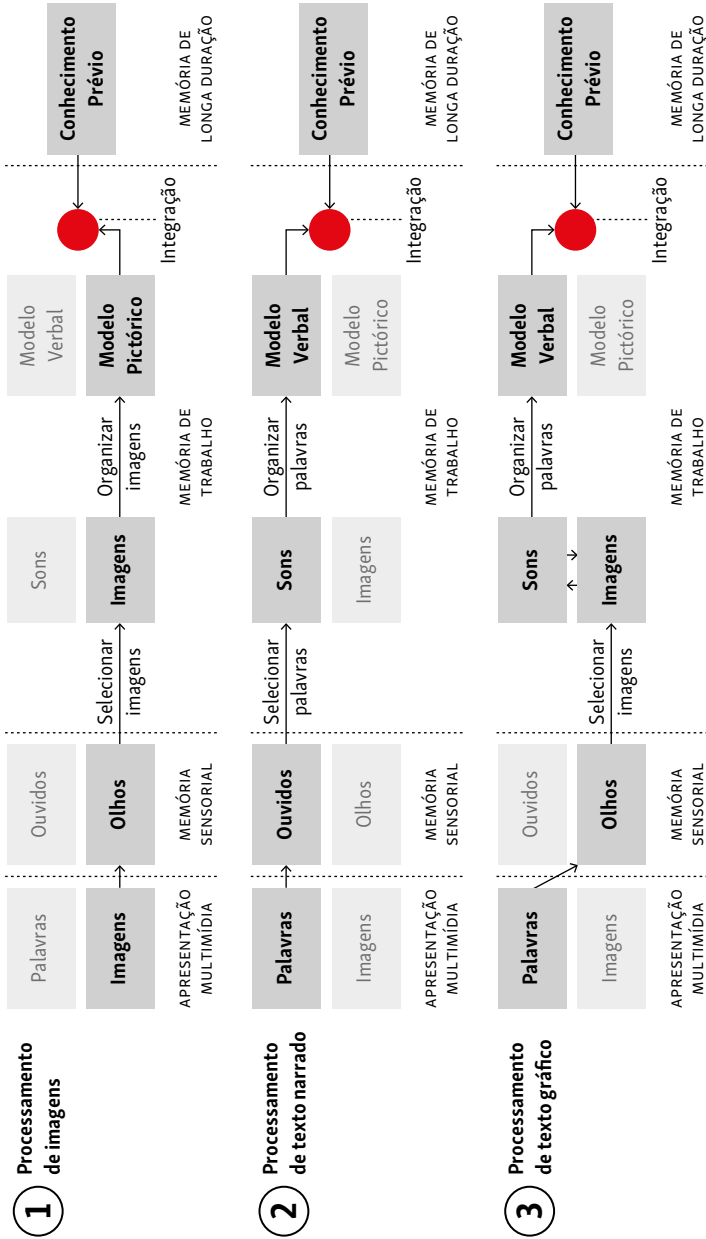 1
Processamento
de imagens
Palavras
Imagens
APRESENTAÇÃO
MULTIMÍDIA
Ouvidos
Olhos
MEMÓRIA
SENSORIAL
Selecionar
imagens
Sons
Imagens
Organizar
imagens
MEMÓRIA DE
TRABALHO
Modelo
Verbal
Modelo
Pictórico
Integração
Conhecimento
Prévio
MEMÓRIA DE
LONGA DURAÇÃO
2
Processamento
de texto narrado
Palavras
Imagens
APRESENTAÇÃO
MULTIMÍDIA
Ouvidos
Olhos
MEMÓRIA
SENSORIAL
Selecionar
palavras
Sons
Imagens
Organizar
palavras
MEMÓRIA DE
TRABALHO
Modelo
Verbal
Modelo
Pictórico
Integração
Conhecimento
Prévio
MEMÓRIA DE
LONGA DURAÇÃO
3
Processamento
de texto gráfico
Palavras
Imagens
APRESENTAÇÃO
MULTIMÍDIA
Ouvidos
Olhos
MEMÓRIA
SENSORIAL
Selecionar
imagens
Sons
Imagens
Organizar
palavras
MEMÓRIA DE
TRABALHO
Modelo
Verbal
Modelo
Pictórico
Integração
Conhecimento
Prévio
MEMÓRIA DE
LONGA DURAÇÃO